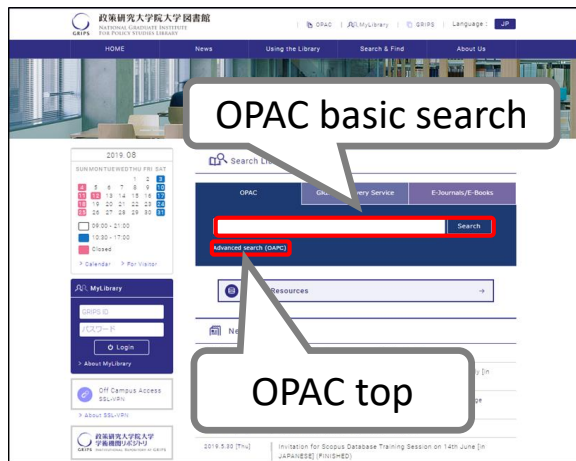 政策研究大学院大学図書館
NATIONAL GRADUATE INSTITUTE
FOR POLICY STUDIES LIBRARY
GRIPS
OPAC
MyLibrary
GRIPS
Language :
JP
HOME
News
Using the Library
Search & Find
About Us
OPAC basic search
2019. 08
SUN MON TUE WED THU FRI SAT
1 2 3
4 5 6 7 8 9 10
11 12 13 14 15 16 17
18 19 20 21 22 23 24
25 26 27 28 29 30 31
09:00 - 21:00
10:30 - 17:00
Closed
> Calendar > For Visitor
Search
OPAC
Service
E-Journals/E-Books
Search
Advanced search (OAPC)
Resources
MyLibrary
GRIPS ID
パスワード
Login
> About MyLibrary
OPAC top
Off Campus Access
SSL-VPN
> About SSL-VPN
政策研究大学院大学
学術機関リポジトリ
GRIPS
2019.5.30 [Thu]
Invitation for Scopus Database Training Session on 14th June [in
JAPANESE] (FINISHED)